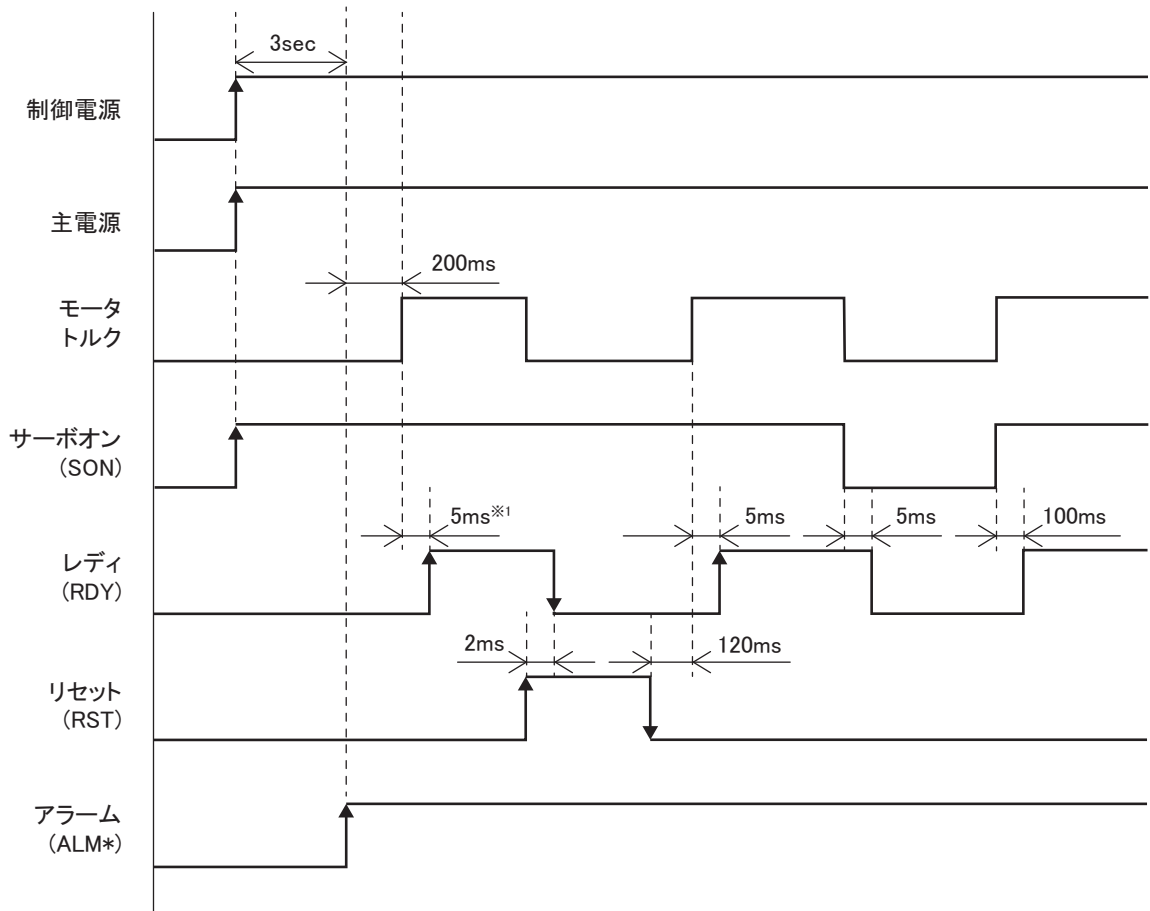 3sec
制御電源
主電源
200ms
モータ
トルク
サーボオン
(SON)
5ms※1
5ms
5ms
100ms
レディ
(RDY)
2ms
120ms
リセット
(RST)
アラーム
(ALM*)